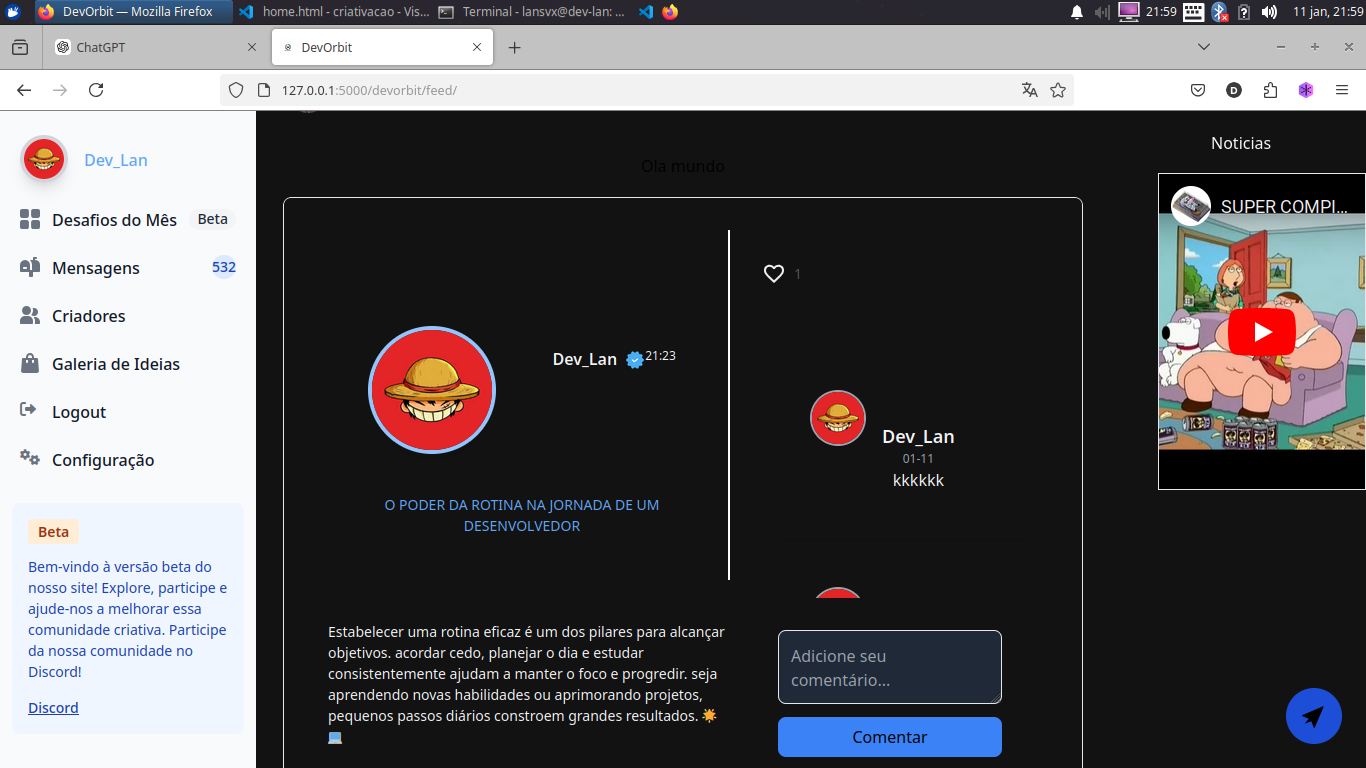 DevOrbit — Mozilla Firefox
home.html - criativacao - Vis...
Terminal - lansvx@dev-lan: ...
21:59
11 jan, 21:59
ChatGPT
DevOrbit
127.0.0.1:5000/devorbit/feed/
D
Dev_Lan
Desafios do Mês Beta
Mensagens 532
Criadores
Galeria de Ideias
Logout
Configuração
Beta
Bem-vindo à versão beta do
nosso site! Explore, participe e
ajude-nos a melhorar essa
comunidade criativa. Participe
da nossa comunidade no
Discord!
Discord
Ola mundo
Dev_Lan 21:23
O PODER DA ROTINA NA JORNADA DE UM
DESENVOLVEDOR
Estabelecer uma rotina eficaz é um dos pilares para alcançar
objetivos. acordar cedo, planejar o dia e estudar
consistentemente ajudam a manter o foco e progredir. seja
aprendendo novas habilidades ou aprimorando projetos,
pequenos passos diários constroem grandes resultados. ☀️
💻
1
Dev_Lan
01-11
kkkkkk
Adicione seu
comentário...
Comentar
Noticias
SUPER COMPI...